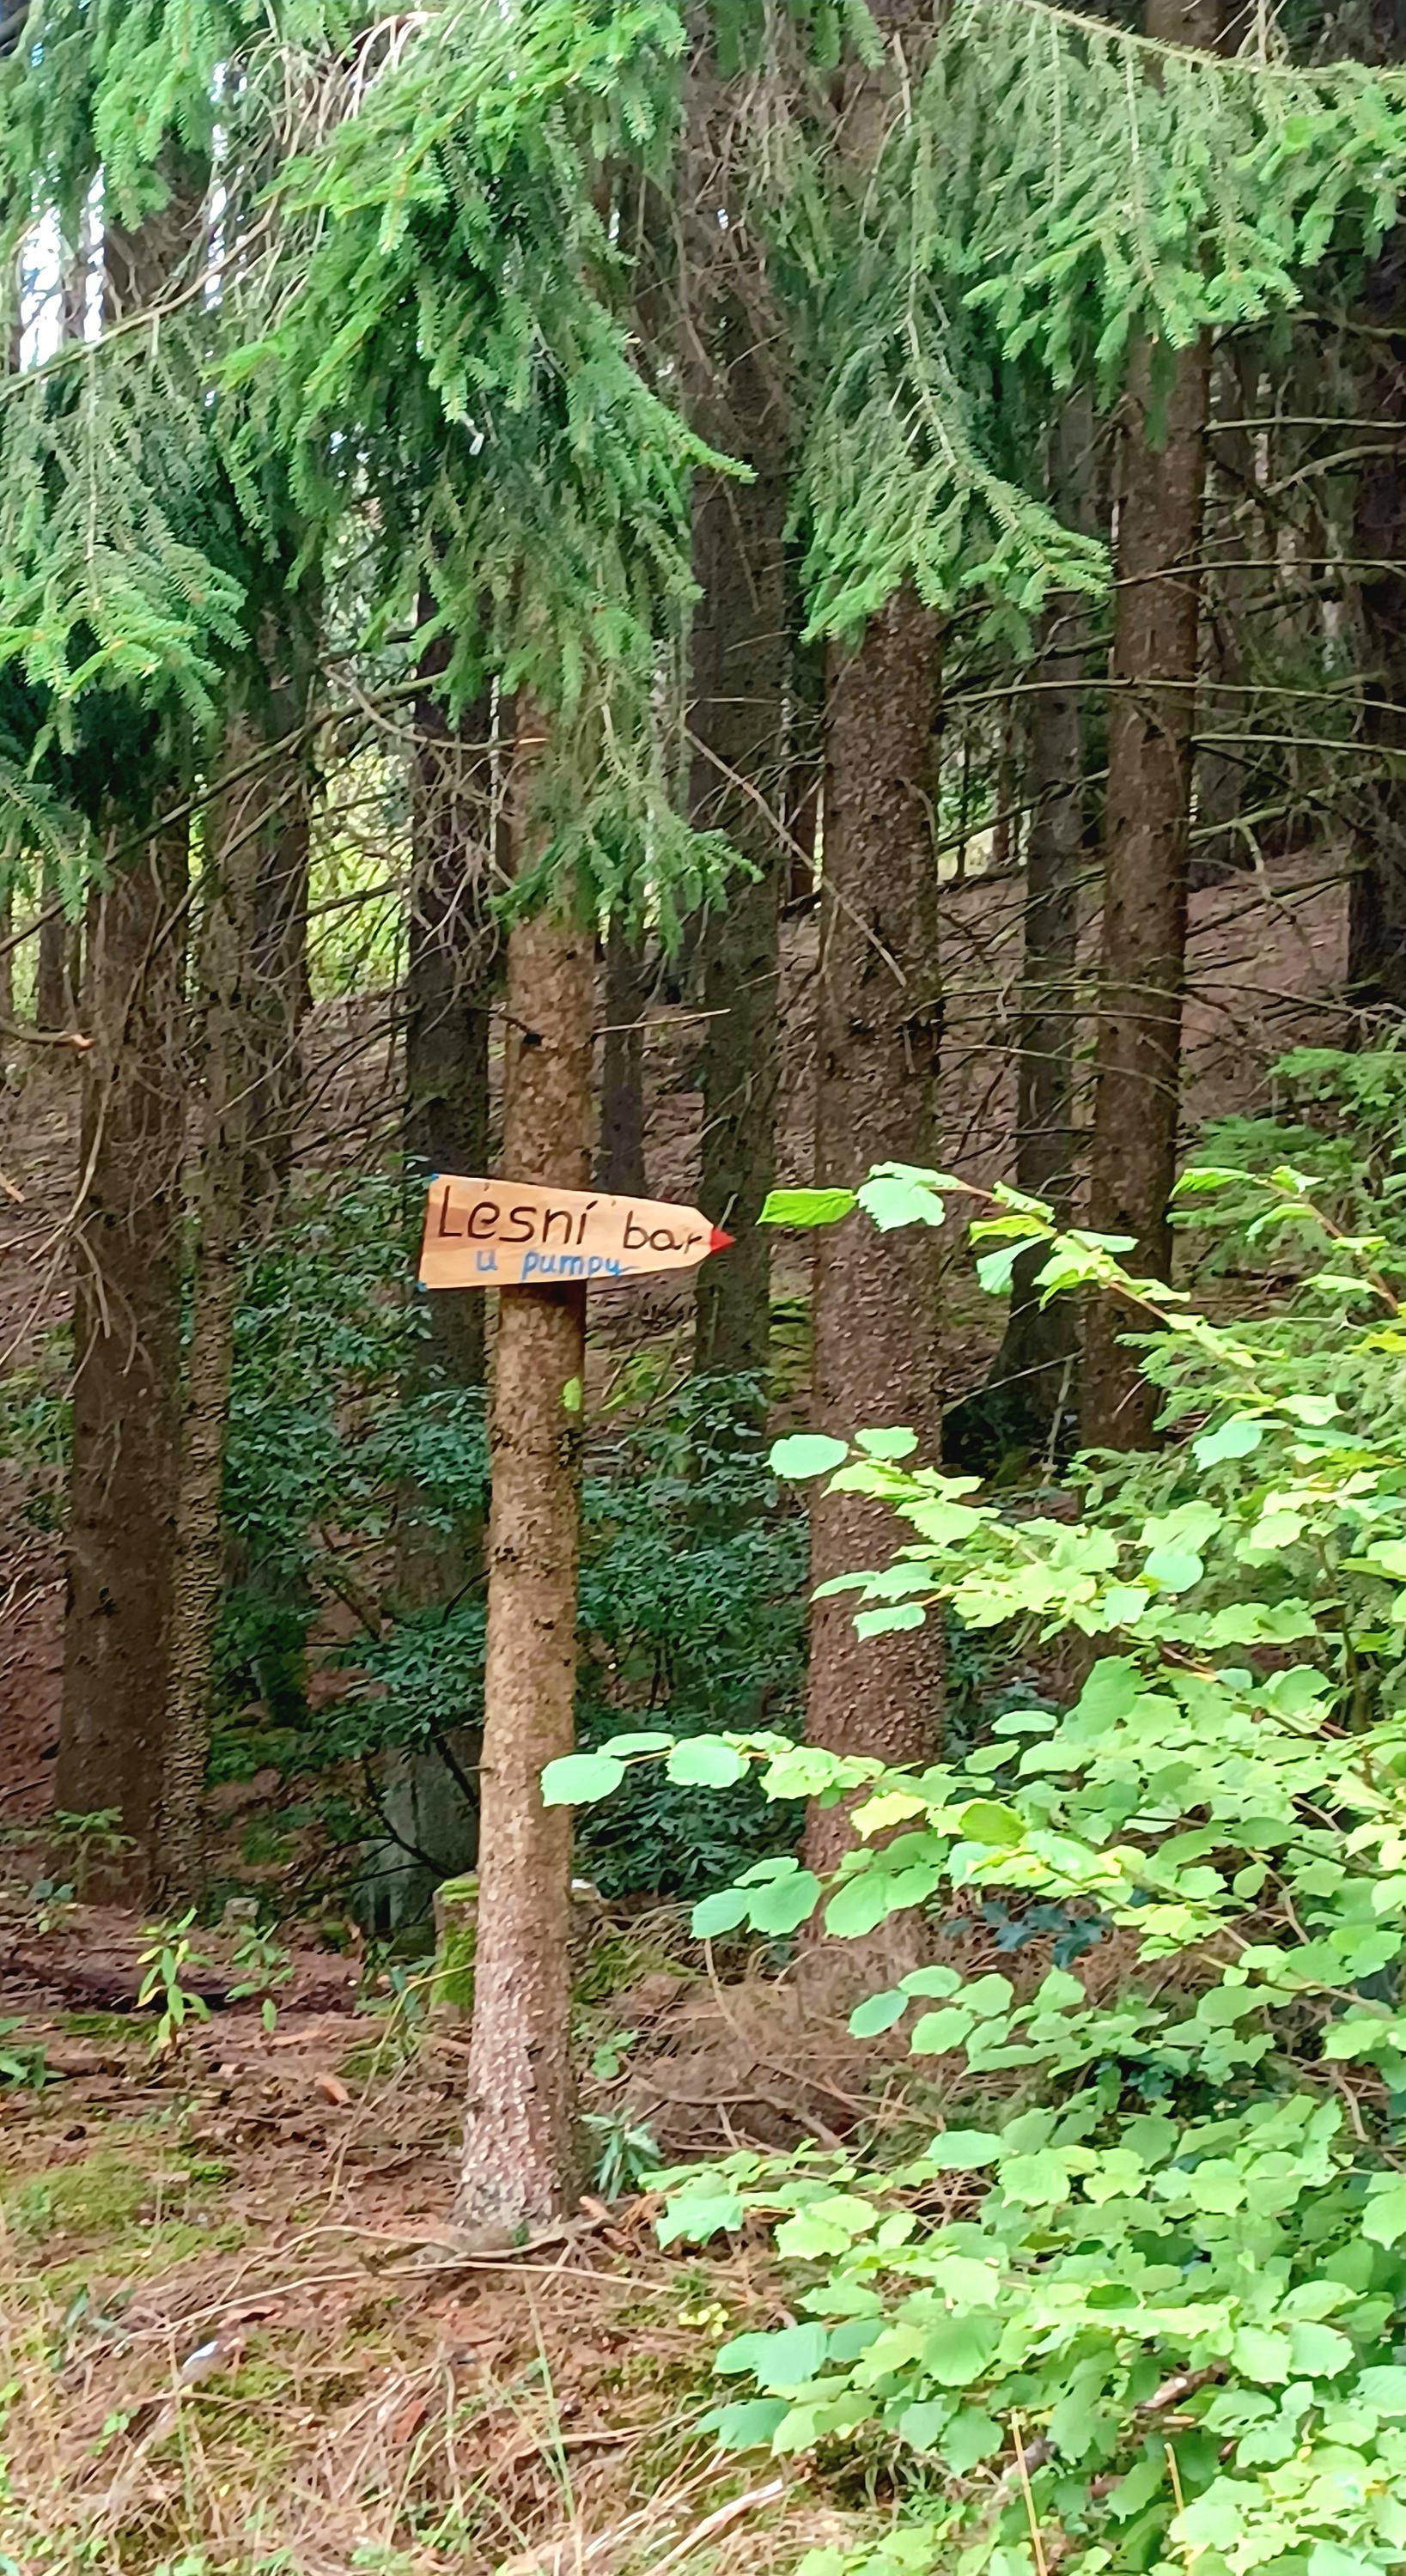 Lesní bar
u pumpy